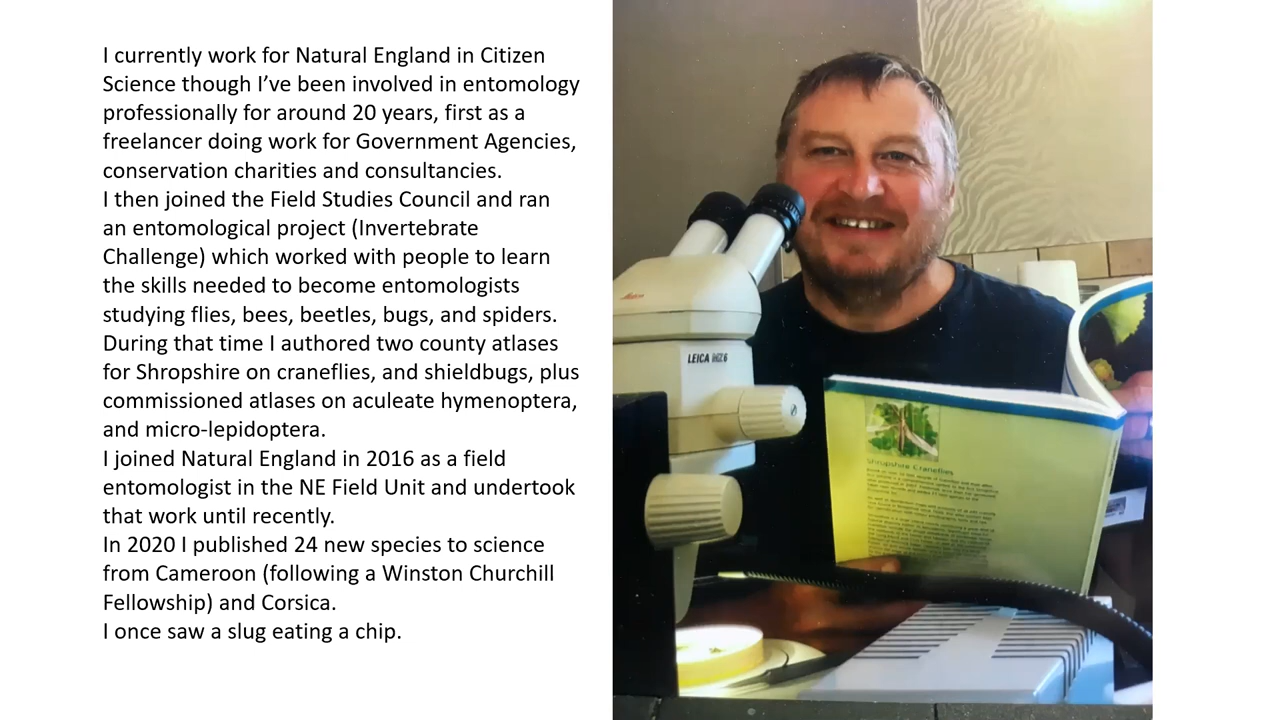 I currently work for Natural England in Citizen
Science though I’ve been involved in entomology
professionally for around 20 years, first as a
freelancer doing work for Government Agencies,
conservation charities and consultancies.
I then joined the Field Studies Council and ran
an entomological project (Invertebrate
Challenge) which worked with people to learn
the skills needed to become entomologists
studying flies, bees, beetles, bugs, and spiders.
During that time I authored two county atlases
for Shropshire on craneflies, and shieldbugs, plus
commissioned atlases on aculeate hymenoptera,
and micro-lepidoptera.
I joined Natural England in 2016 as a field
entomologist in the NE Field Unit and undertook
that work until recently.
In 2020 I published 24 new species to science
from Cameroon (following a Winston Churchill
Fellowship) and Corsica.
I once saw a slug eating a chip.
Leica
LEICA MZ6
Shropshire Craneflies